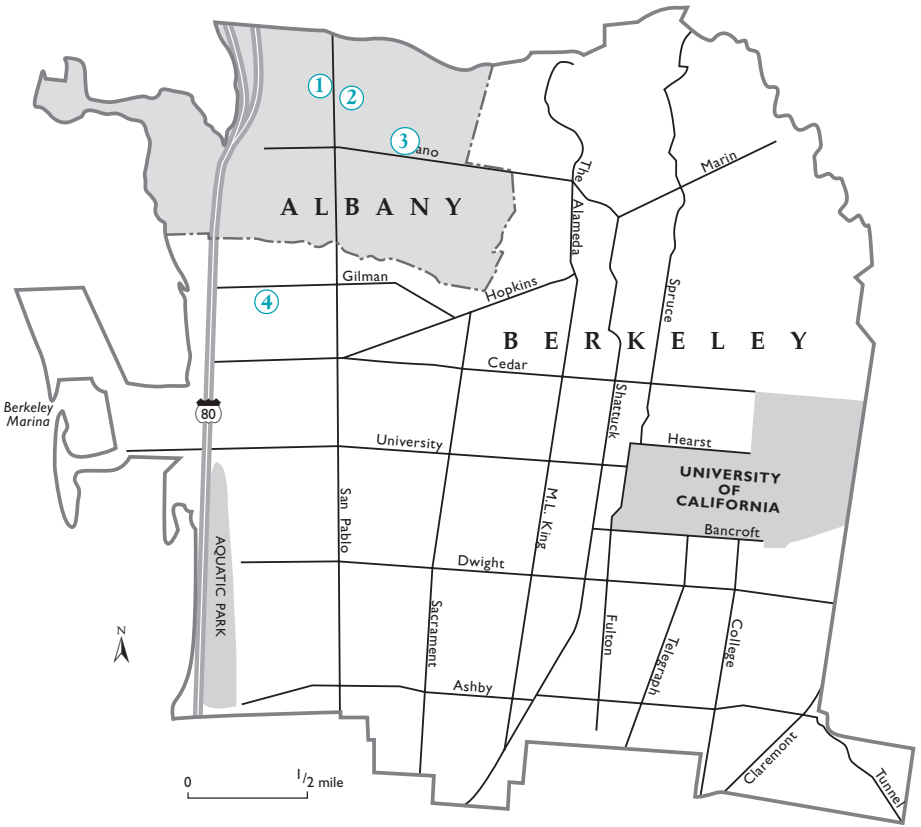 1
2
3
ano
Marin
The Alameda
ALBANY
Gilman
4
Hopkins
Spruce
BERKELEY
Cedar
Berkeley
Marina
80
Shattuck
University
Hearst
UNIVERSITY
OF
CALIFORNIA
San Pablo
M.L. King
Bancroft
AQUATIC PARK
Dwight
Sacrament
Fulton
Telegraph
College
N
Ashby
Claremont
Tunnel
0
1/2 mile